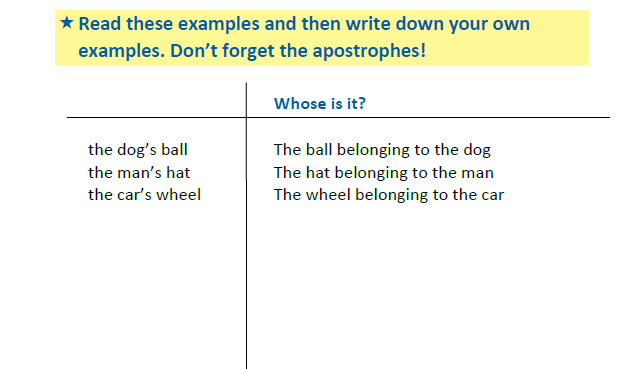 ★ Read these examples and then write down your own
examples. Don’t forget the apostrophes!
Whose is it?
the dog’s ball The ball belonging to the dog
the man’s hat The hat belonging to the man
the car’s wheel The wheel belonging to the car